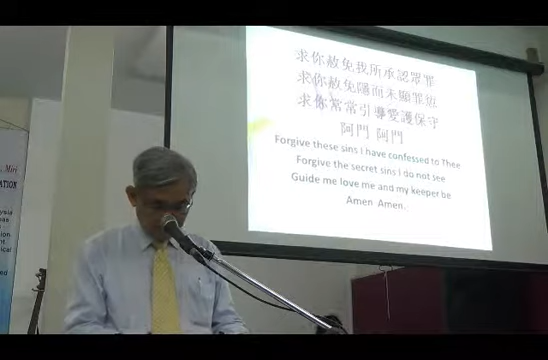 求你赦免我所承認眾罪
求你赦免隱而未顯罪愆
求你常常引導愛護保守
阿門 阿門
Forgive these sins I have confessed to Thee
Forgive the secret sins I do not see
Guide me love me and my keeper be
Amen Amen.
Miri